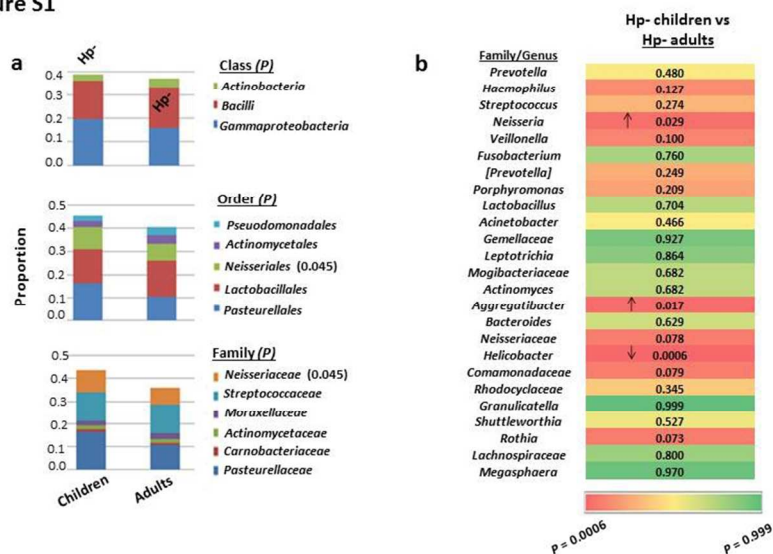 ure S1
a
Hp-
Hp-
Class (P)
Actinobacteria
Bacilli
Gammaproteobacteria
0.4
0.3
0.2
0.1
0.0
Proportion
Order (P)
Pseudomonadales
Actinomycetales
Neisseriales (0.045)
Lactobacillales
Pasteurellales
0.5
0.4
0.3
0.2
0.1
0.0
Family (P)
Neisseriaceae (0.045)
Streptococcaceae
Moraxellaceae
Actinomycetaceae
Carnobacteriaceae
Pasteurellaceae
0.5
0.4
0.3
0.2
0.1
0.0
Children
Adults
b
Hp- children vs
Hp- adults
Family/Genus
Prevotella 0.480
Haemophilus 0.127
Streptococcus 0.274
Neisseria ↑ 0.029
Veillonella 0.100
Fusobacterium 0.760
[Prevotella] 0.249
Porphyromonas 0.209
Lactobacillus 0.704
Acinetobacter 0.466
Gemellaceae 0.927
Leptotrichia 0.864
Mogibacteriaceae 0.682
Actinomyces 0.682
Aggregatibacter ↑ 0.017
Bacteroides 0.629
Neisseriaceae 0.078
Helicobacter ↓ 0.0006
Comamonadaceae 0.079
Rhodocyclaceae 0.345
Granulicatella 0.999
Shuttleworthia 0.527
Rothia 0.073
Lachnospiraceae 0.800
Megasphaera 0.970
P = 0.0006
P = 0.999